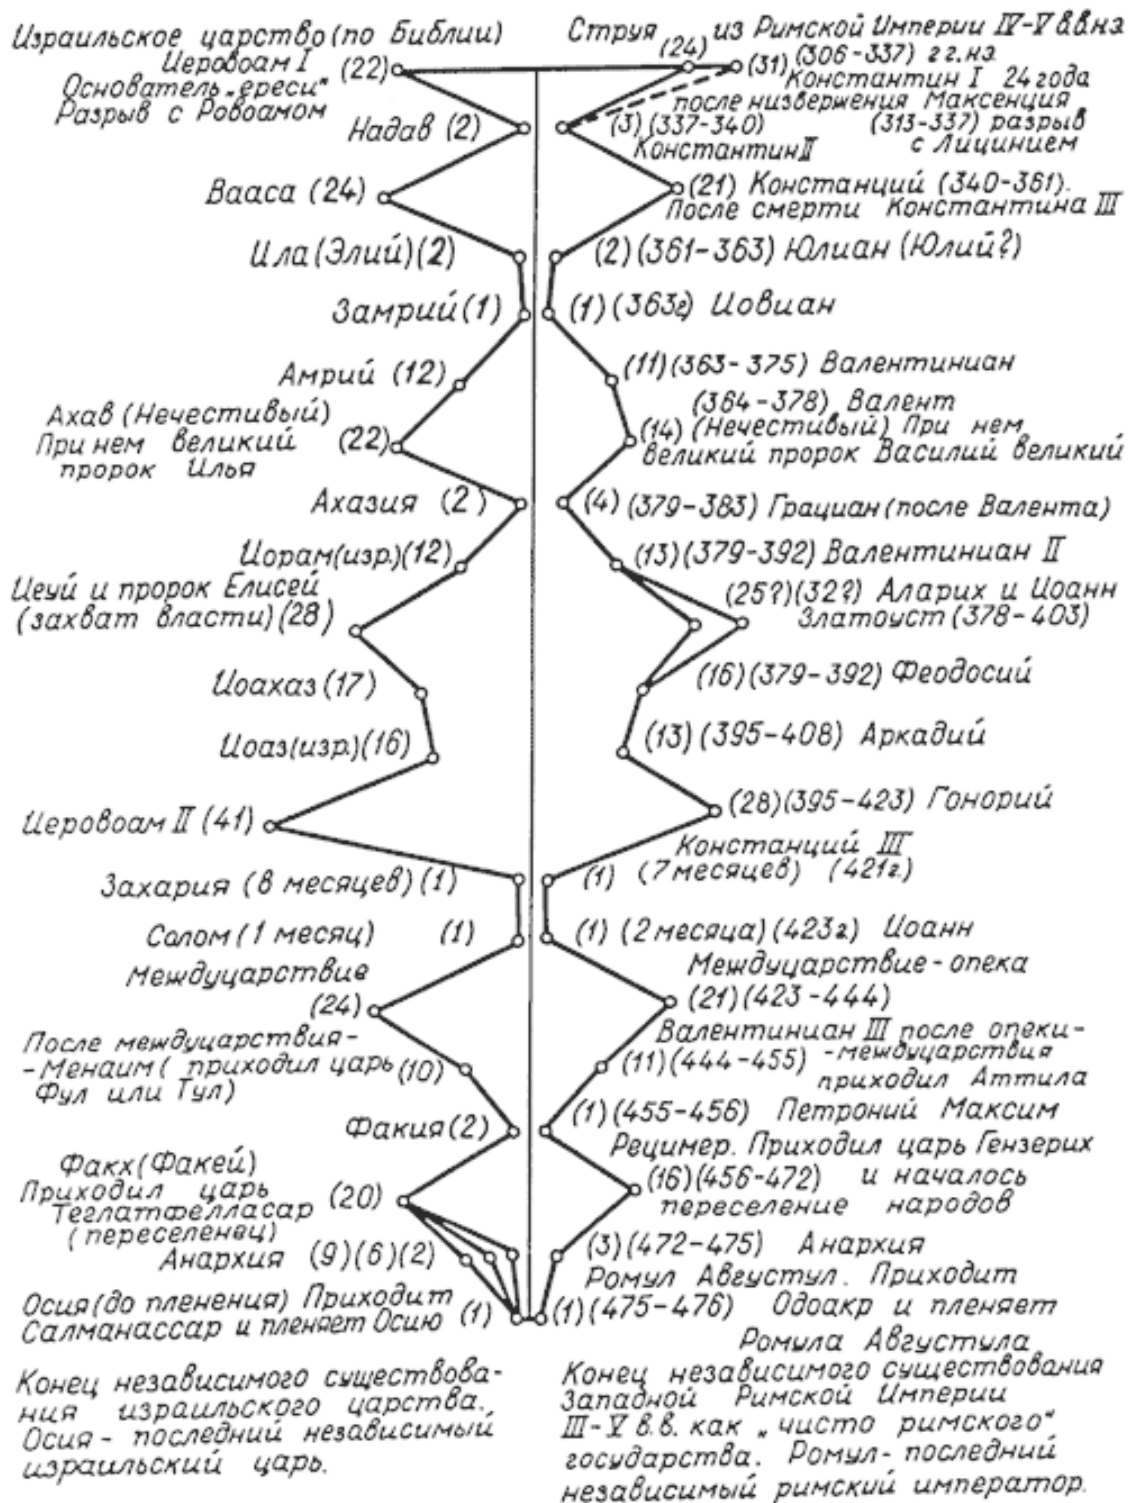 Израильское царство (по Библии)
Иеровоам I (22)
Основатель „ереси"
Разрыв с Ровоамом
Надав (2)
Вааса (24)
Ила (Элий) (2)
Замрий (1)
Амрий (12)
Ахав (Нечестивый)
При нем великий (22)
пророк Илья
Ахазия (2)
Иорам (изр.) (12)
Иеуй и пророк Елисей
(захват власти) (28)
Иоахаз (17)
Иоаз (изр.) (16)
Иеровоам II (41)
Захария (8 месяцев) (1)
Солом (1 месяц) (1)
Междуцарствие
(24)
После междуцарствия-
-Менаим ( приходил царь (10)
Фул или Тул)
Факия (2)
Факх (Факей)
Приходил царь (20)
Теглатфелласар
(переселенец)
Анархия (9) (6) (2)
Осия (до пленения) Приходит
Салманассар и пленяет Осию (1)
Конец независимого существова-
ния израильского царства.
Осия - последний независимый
израильский царь.
Струя (24) из Римской Империи IV-V в.в. н.э.
(31) (306-337) гг. н.э.
Константин I 24 года
после низвержения Максенция
(3) (337-340) (313-337) разрыв
Константин II с Лицинием
(21) Констанций (340-361).
После смерти Константина III
(2) (361-363) Юлиан (Юлий?)
(1) (363г) Иовиан
(11) (363-375) Валентиниан
(364-378) Валент
(14) (Нечестивый) При нем
великий пророк Василий великий
(4) (379-383) Грациан (после Валента)
(13) (379-392) Валентиниан II
(25?) (32?) Аларих и Иоанн
Златоуст (378-403)
(16) (379-392) Феодосий
(13) (395-408) Аркадий
(28) (395-423) Гонорий
Констанций III
(1) (7 месяцев) (421г.)
(1) (2 месяца) (423г) Иоанн
Междуцарствие-опека
(21) (423-444)
Валентиниан III после опеки-
(11) (444-455) -междуцарствия
приходил Аттила
(1) (455-456) Петроний Максим
Рецимер. Приходил царь Гензерих
(16) (456-472) и началось
переселение народов
(3) (472-475) Анархия
Ромул Августул. Приходит
(1) (475-476) Одоакр и пленяет
Ромула Августула
Конец независимого существования
Западной Римской Империи
III-V в.в. как „чисто римского"
государства. Ромул-последний
независимый римский император.